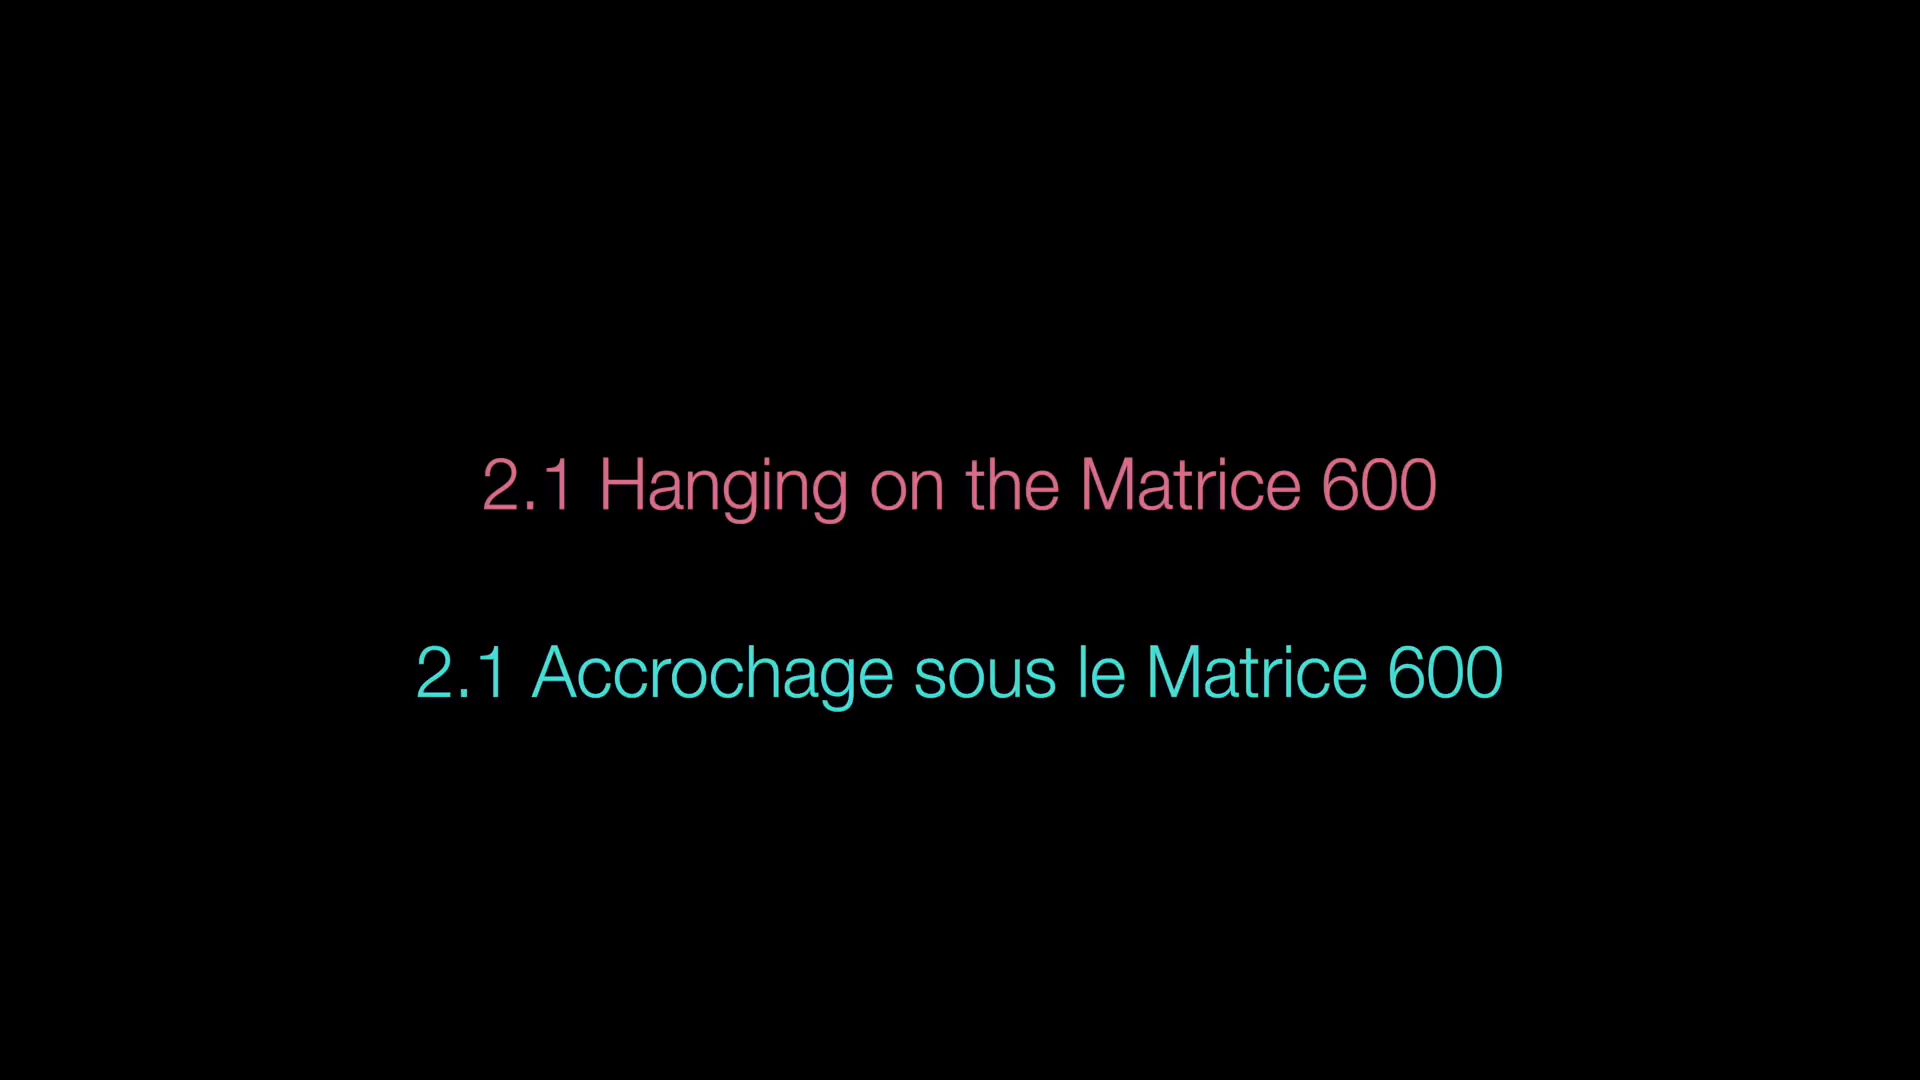 2.1 Hanging on the Matrice 600
2.1 Accrochage sous le Matrice 600